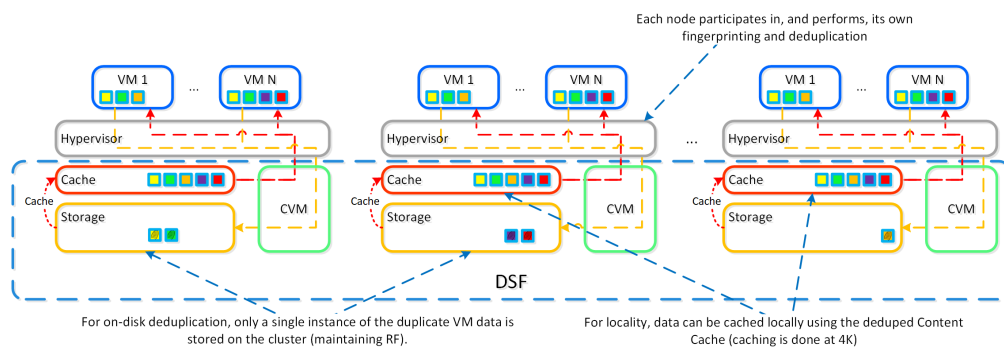 Each node participates in, and performs, its own
fingerprinting and deduplication
VM 1
...
VM N
VM 1
...
VM N
VM 1
...
VM N
Hypervisor
Hypervisor
...
Hypervisor
Cache
Cache
Cache
Cache
Storage
CVM
Cache
Storage
CVM
Cache
Storage
CVM
DSF
For on-disk deduplication, only a single instance of the duplicate VM data is
stored on the cluster (maintaining RF).
For locality, data can be cached locally using the deduped Content
Cache (caching is done at 4K)